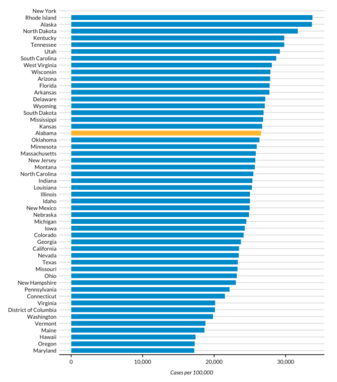 New York
Rhode Island
Alaska
North Dakota
Kentucky
Tennessee
Utah
South Carolina
West Virginia
Wisconsin
Arizona
Florida
Arkansas
Delaware
Wyoming
South Dakota
Mississippi
Kansas
Alabama
Oklahoma
Minnesota
Massachusetts
New Jersey
Montana
North Carolina
Indiana
Louisiana
Illinois
Idaho
New Mexico
Nebraska
Michigan
Iowa
Colorado
Georgia
California
Nevada
Texas
Missouri
Ohio
New Hampshire
Pennsylvania
Connecticut
Virginia
District of Columbia
Washington
Vermont
Maine
Hawaii
Oregon
Maryland
0 10,000 20,000 30,000
Cases per 100,000